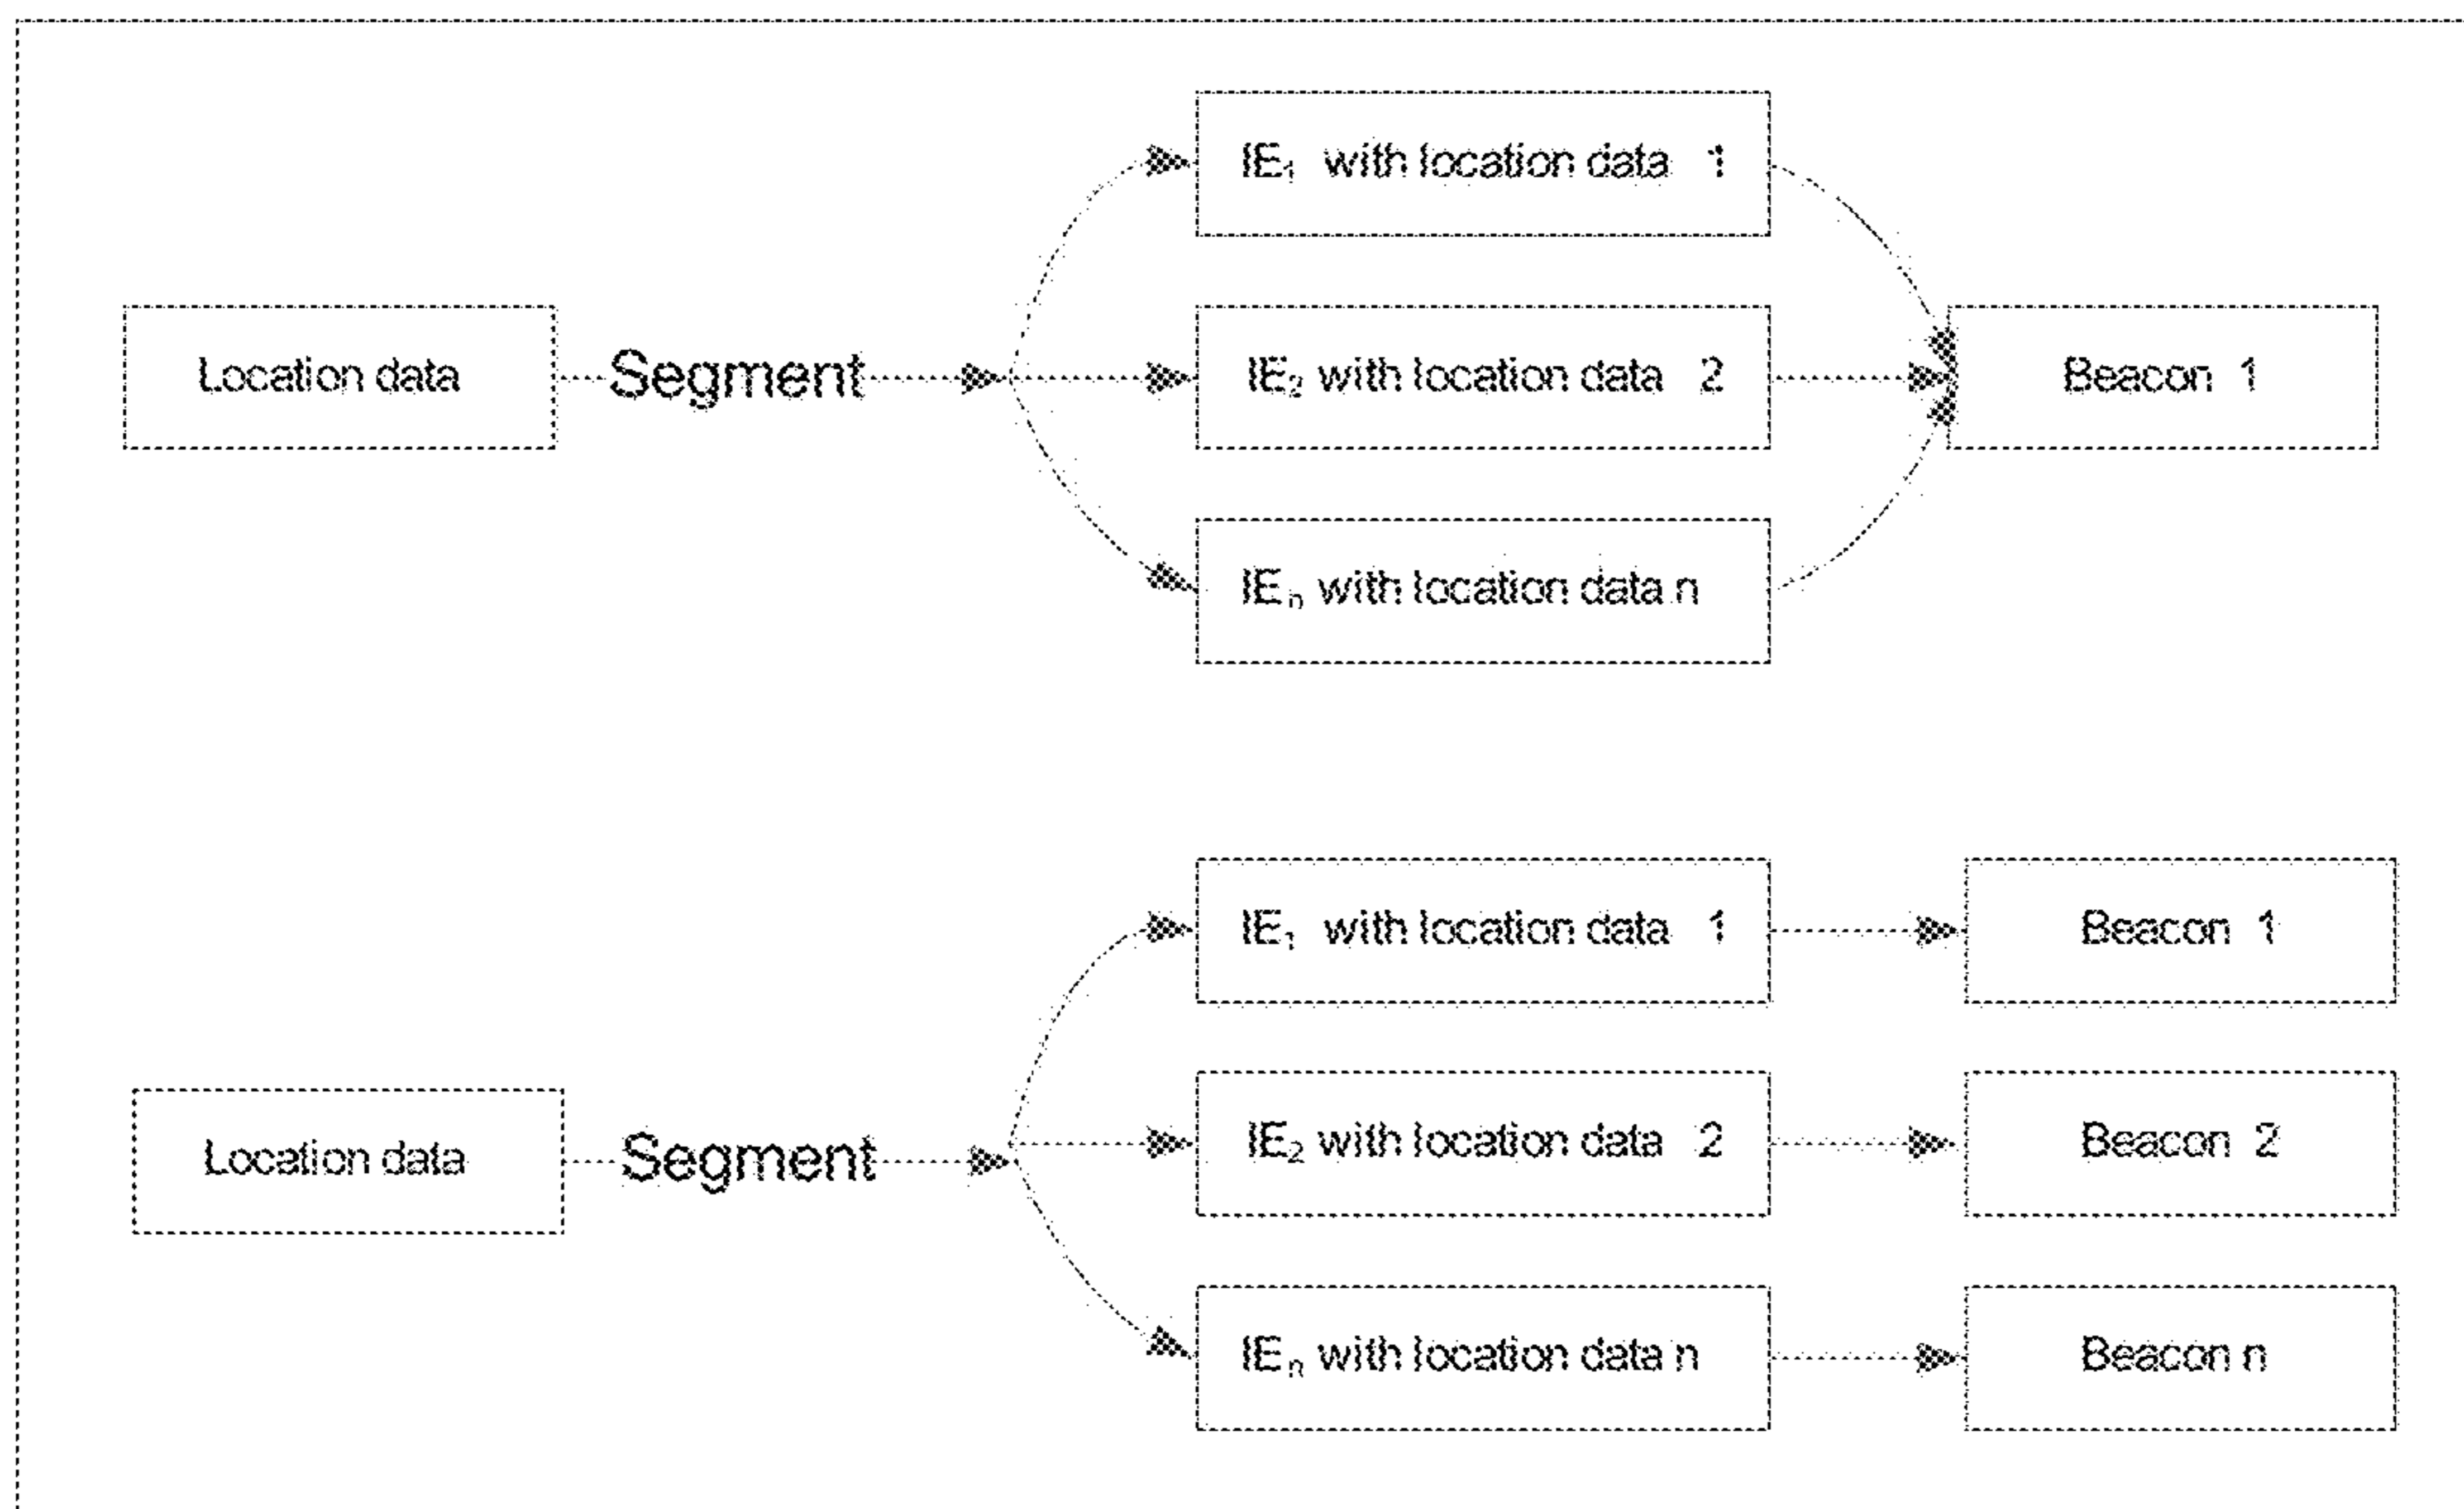 IE₁ with location data 1
Location data
Segment
IE₂ with location data 2
Beacon 1
IEₙ with location data n
IE₁ with location data 1
Beacon 1
Location data
Segment
IE₂ with location data 2
Beacon 2
IEₙ with location data n
Beacon n